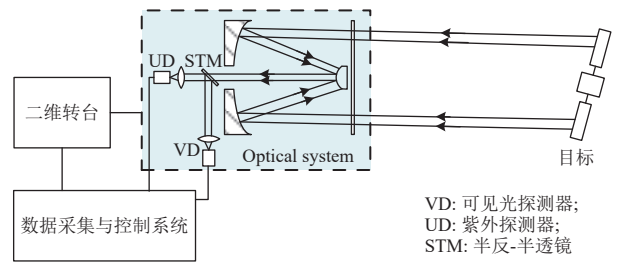 UD STM
二维转台
VD
Optical system
目标
数据采集与控制系统
VD: 可见光探测器;
UD: 紫外探测器;
STM: 半反-半透镜